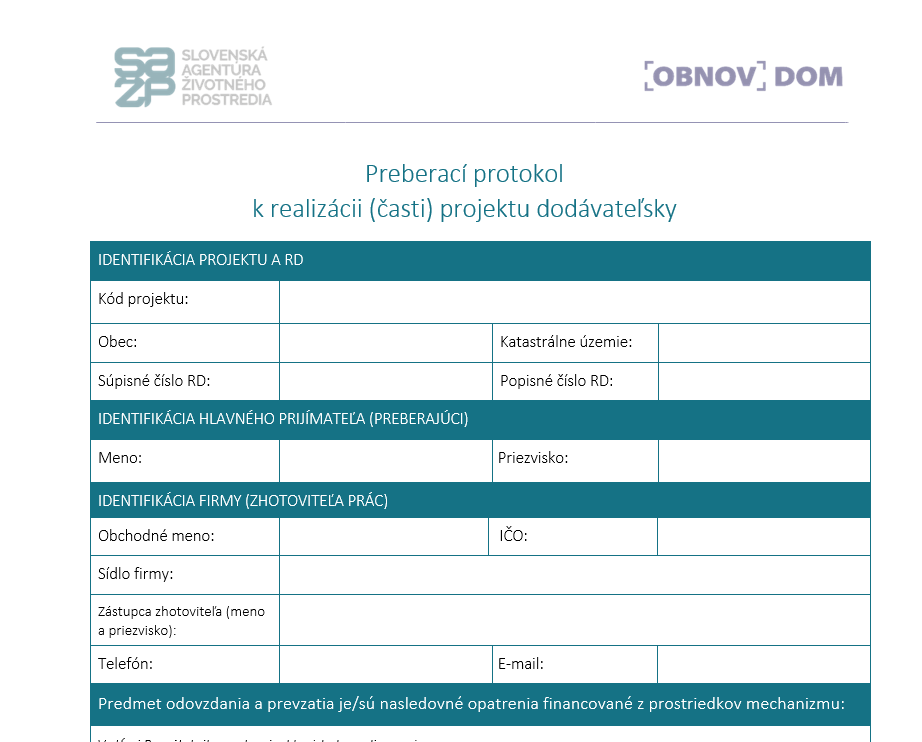 SLOVENSKÁ
AGENTÚRA
ŽIVOTNÉHO
PROSTREDIA
[OBNOV] DOM
Preberací protokol
k realizácii (časti) projektu dodávateľsky
IDENTIFIKÁCIA PROJEKTU A RD
Kód projektu:
Obec:
Katastrálne územie:
Súpisné číslo RD:
Popisné číslo RD:
IDENTIFIKÁCIA HLAVNÉHO PRIJÍMATEĽA (PREBERAJÚCI)
Meno:
Priezvisko:
IDENTIFIKÁCIA FIRMY (ZHOTOVITEĽA PRÁC)
Obchodné meno:
IČO:
Sídlo firmy:
Zástupca zhotoviteľa (meno
a priezvisko):
Telefón:
E-mail:
Predmet odovzdania a prevzatia je/sú nasledovné opatrenia financované z prostriedkov mechanizmu: